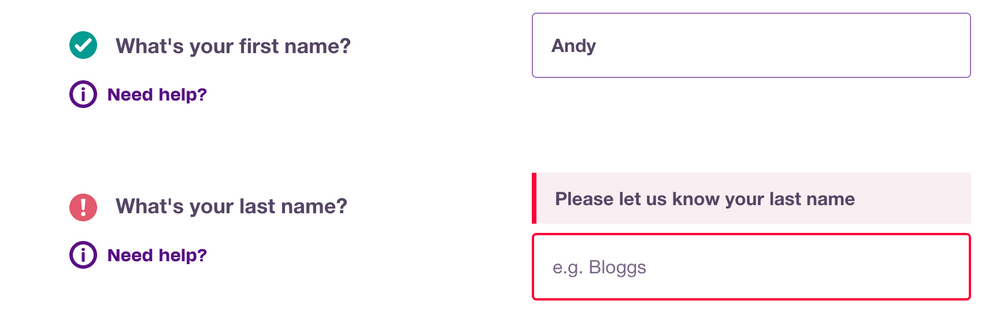 What's your first name?
Andy
Need help?
What's your last name?
Please let us know your last name
Need help?
e.g. Bloggs